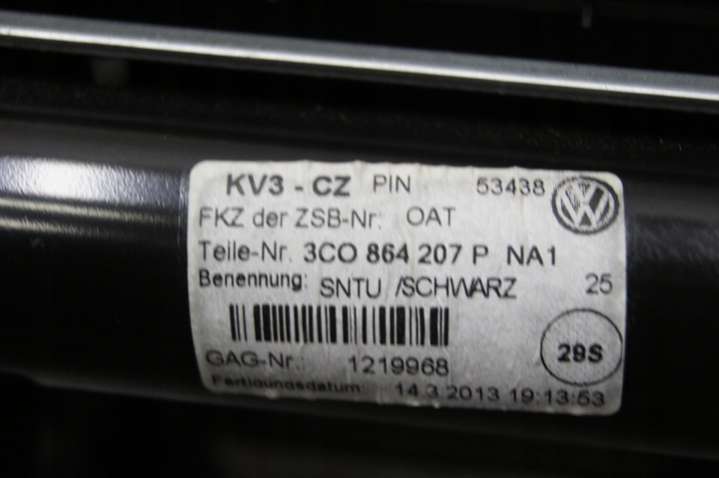 KV3 - CZ PIN 53438
FKZ der ZSB-Nr: OAT
Teile-Nr. 3CO 864 207 P NA1
Benennung: SNTU /SCHWARZ 25
29S
GAG-Nr.: 1219968
Fertigungsdatum: 14.3.2013 19:13:53